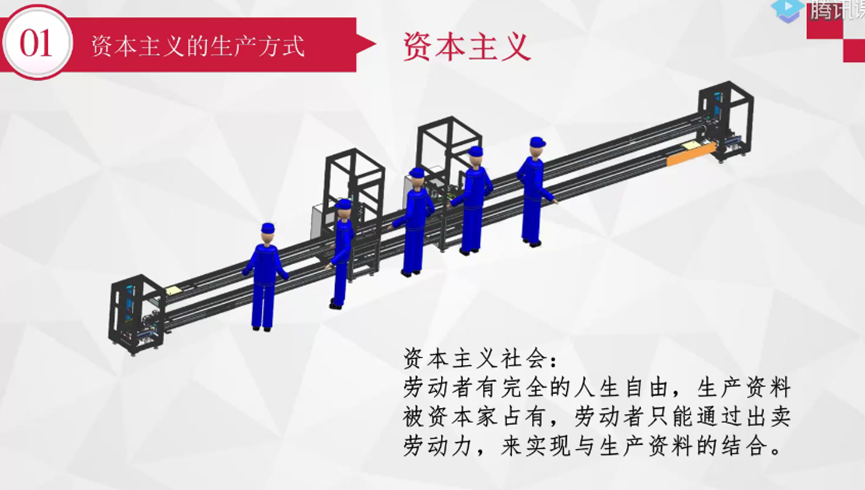 01
资本主义的生产方式
资本主义
腾讯课
资本主义社会：
劳动者有完全的人生自由，生产资料
被资本家占有，劳动者只能通过出卖
劳动力，来实现与生产资料的结合。